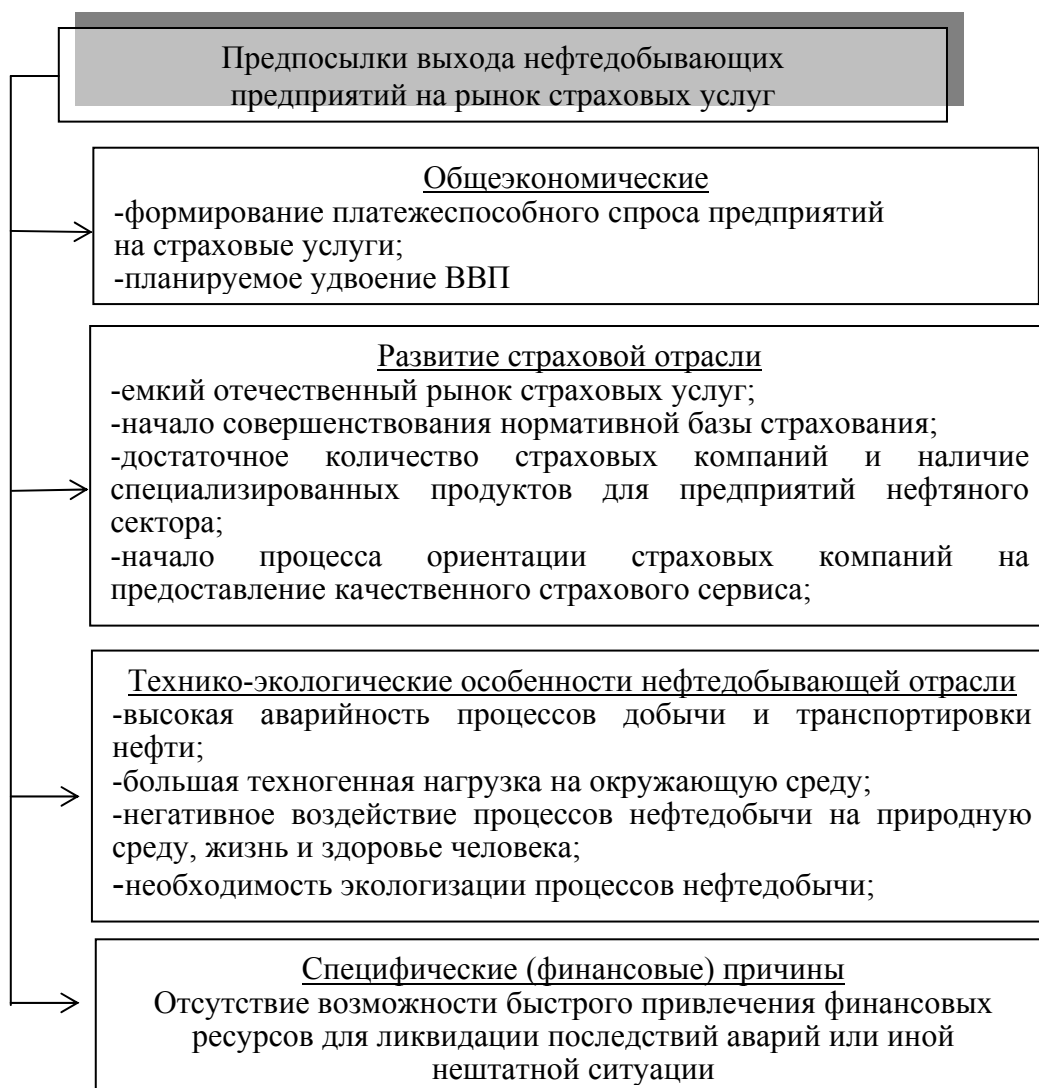 Предпосылки выхода нефтедобывающих
предприятий на рынок страховых услуг
Общеэкономические
-формирование платежеспособного спроса предприятий
на страховые услуги;
-планируемое удвоение ВВП
Развитие страховой отрасли
-емкий отечественный рынок страховых услуг;
-начало совершенствования нормативной базы страхования;
-достаточное количество страховых компаний и наличие
специализированных продуктов для предприятий нефтяного
сектора;
-начало процесса ориентации страховых компаний на
предоставление качественного страхового сервиса;
Технико-экологические особенности нефтедобывающей отрасли
-высокая аварийность процессов добычи и транспортировки
нефти;
-большая техногенная нагрузка на окружающую среду;
-негативное воздействие процессов нефтедобычи на природную
среду, жизнь и здоровье человека;
-необходимость экологизации процессов нефтедобычи;
Специфические (финансовые) причины
Отсутствие возможности быстрого привлечения финансовых
ресурсов для ликвидации последствий аварий или иной
нештатной ситуации